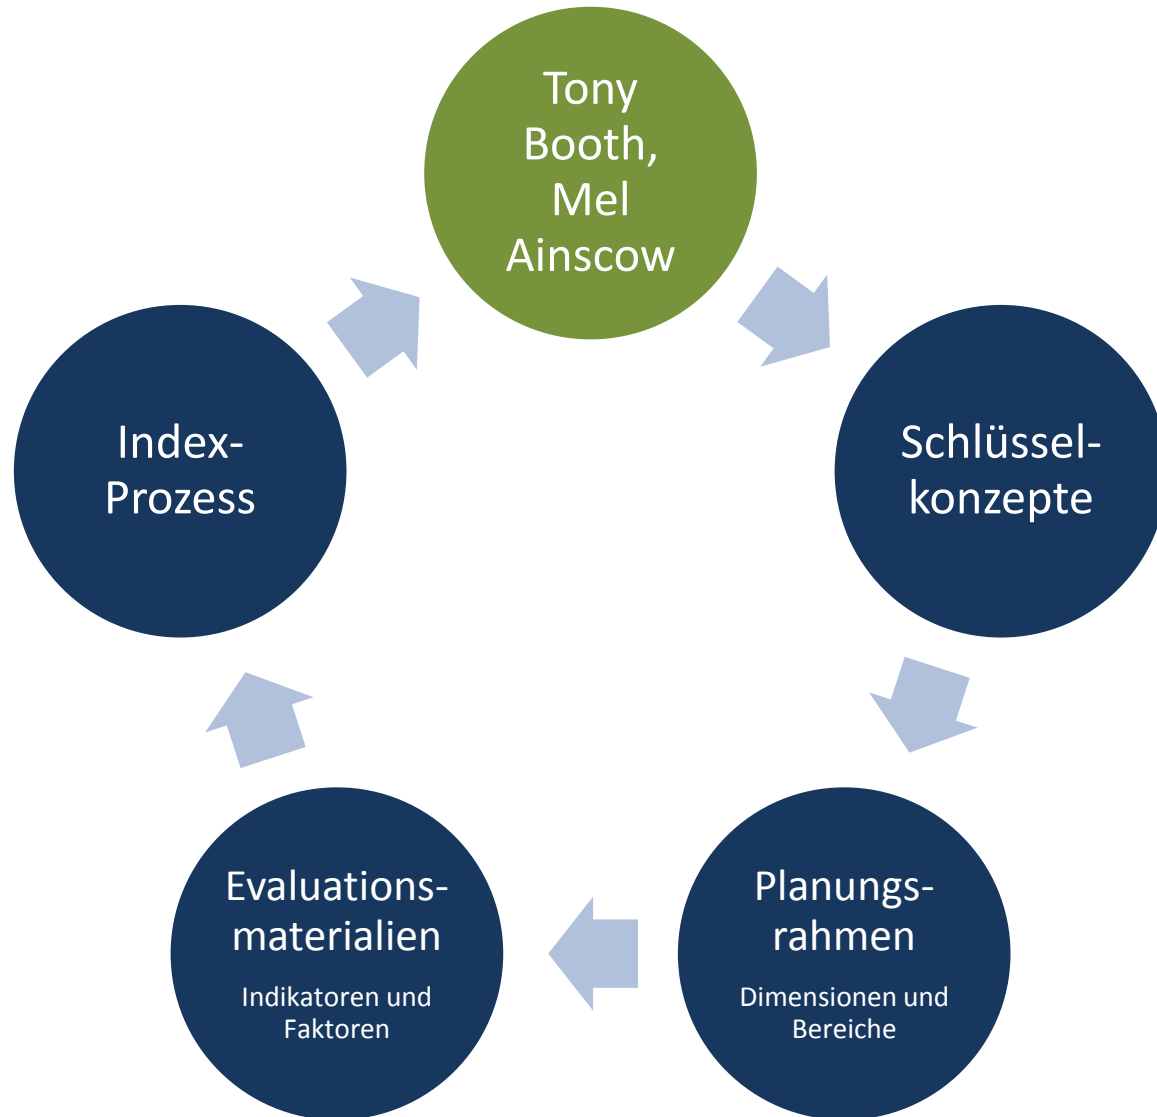 Tony
Booth,
Mel
Ainscow
Schlüssel-
konzepte
Planungs-
rahmen
Dimensionen und
Bereiche
Evaluations-
materialien
Indikatoren und
Faktoren
Index-
Prozess